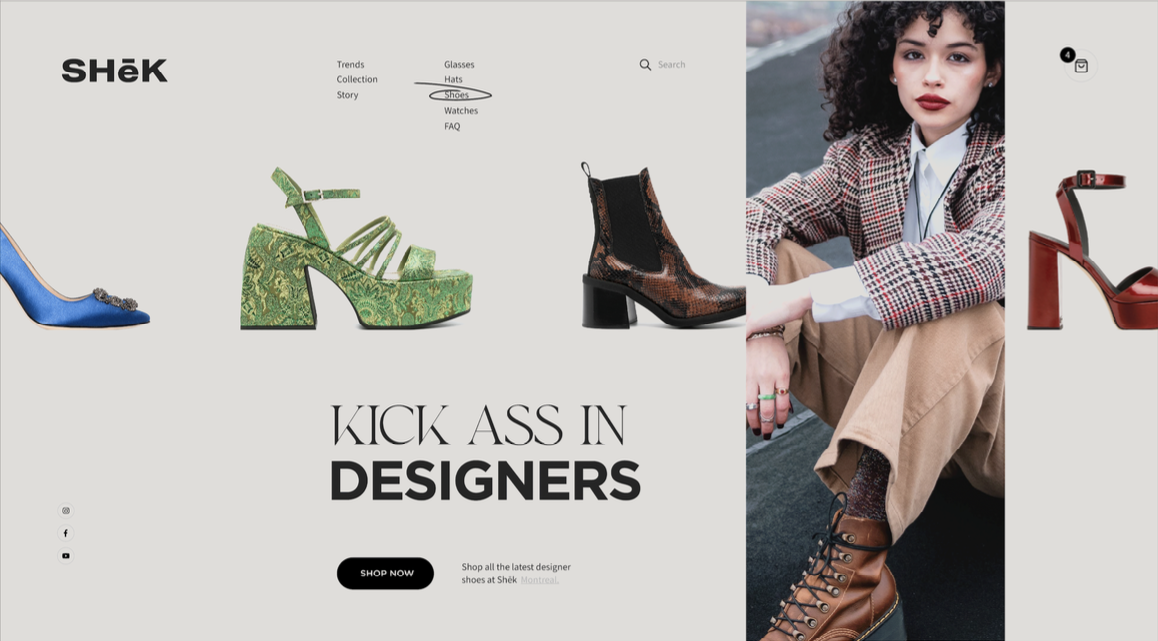 SHēK
Trends
Collection
Story
Glasses
Hats
Shoes
Watches
FAQ
Search
4
KICK ASS IN
DESIGNERS
SHOP NOW
Shop all the latest designer
shoes at Shēk Montreal.